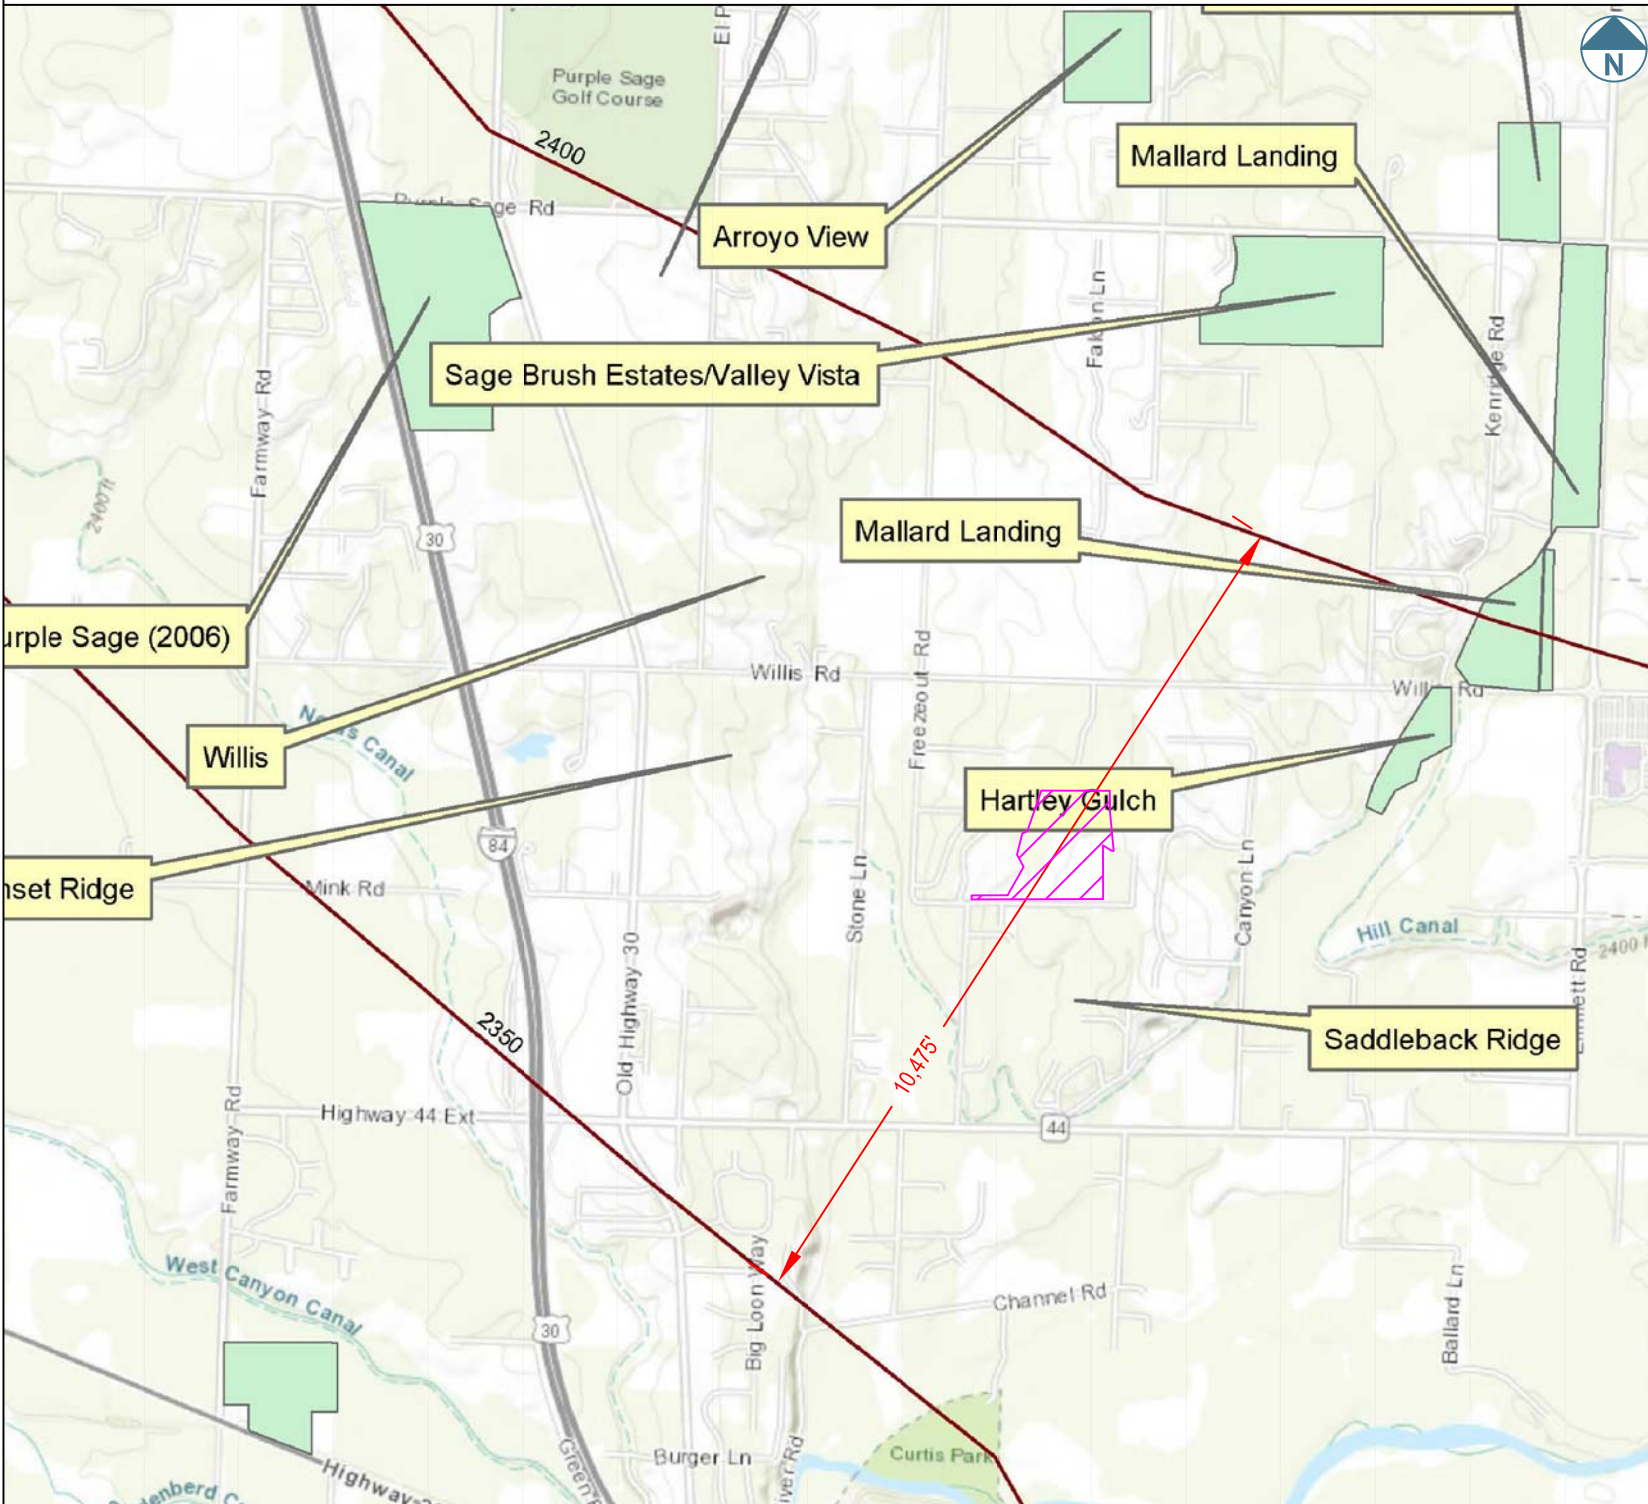 N
Purple Sage
Golf Course
2400
Mallard Landing
Purple Sage Rd
Arroyo View
Falcon Ln
Kenridge Rd
Sage Brush Estates/Valley Vista
Farmway Rd
2400 ft
30
Mallard Landing
urple Sage (2006)
Willis Rd
Freezeout Rd
Willis Rd
Willis
Canal
Hartley Gulch
84
nset Ridge
Mink Rd
Stone Ln
Canyon Ln
Hill Canal
2400
Old Highway 30
2350
10,475'
Saddleback Ridge
Farmway Rd
Highway 44 Ext
44
West Canyon Canal
Big Loon Way
Channel Rd
Ballard Ln
30
Curtis Park
Burger Ln
Highway